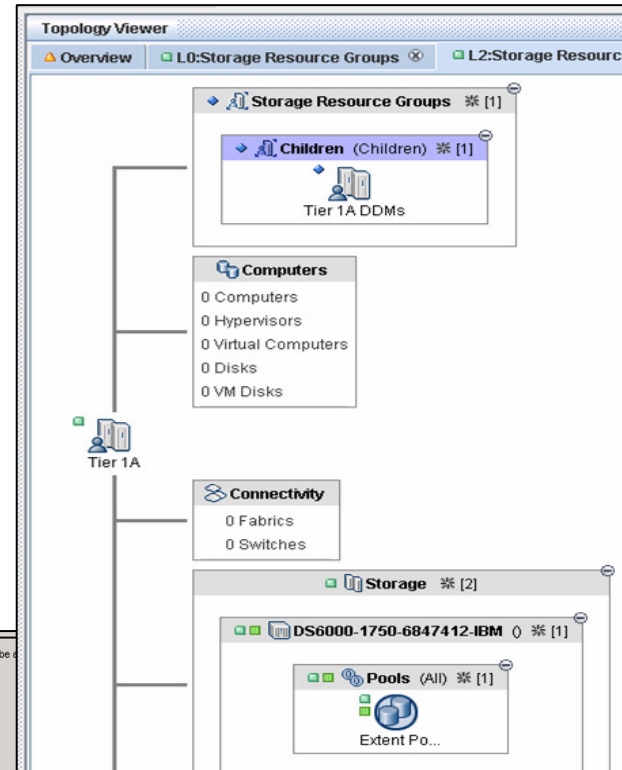 Topology Viewer
Overview L0:Storage Resource Groups L2:Storage Resourc
Storage Resource Groups [1]
Children (Children) [1]
Tier 1A DDMs
Computers
0 Computers
0 Hypervisors
0 Virtual Computers
0 Disks
0 VM Disks
Tier 1A
Connectivity
0 Fabrics
0 Switches
Storage [2]
DS6000-1750-6847412-IBM () [1]
be a
Pools (All) [1]
Extent Po...